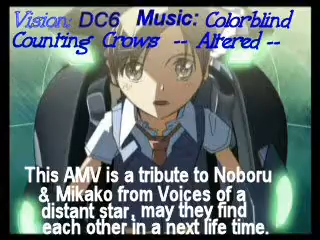 Vision: DC6 Music: Colorblind
Counting Crows -- Altered --
This AMV is a tribute to Noboru
& Mikako from Voices of a
distant star, may they find
each other in a next life time.